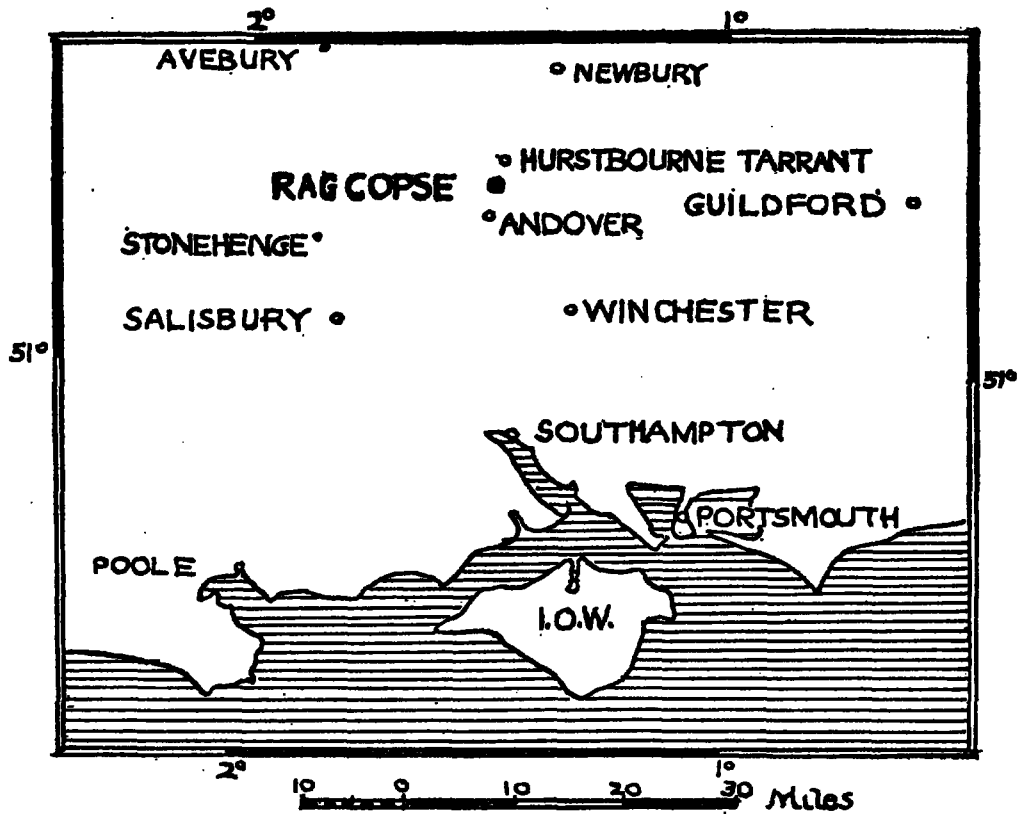 2° 1°
AVEBURY
NEWBURY
HURSTBOURNE TARRANT
RAG COPSE
GUILDFORD
ANDOVER
STONEHENGE
SALISBURY
WINCHESTER
51°
51°
SOUTHAMPTON
PORTSMOUTH
POOLE
I.O.W.
2° 1°
10 0 10 20 30 Miles